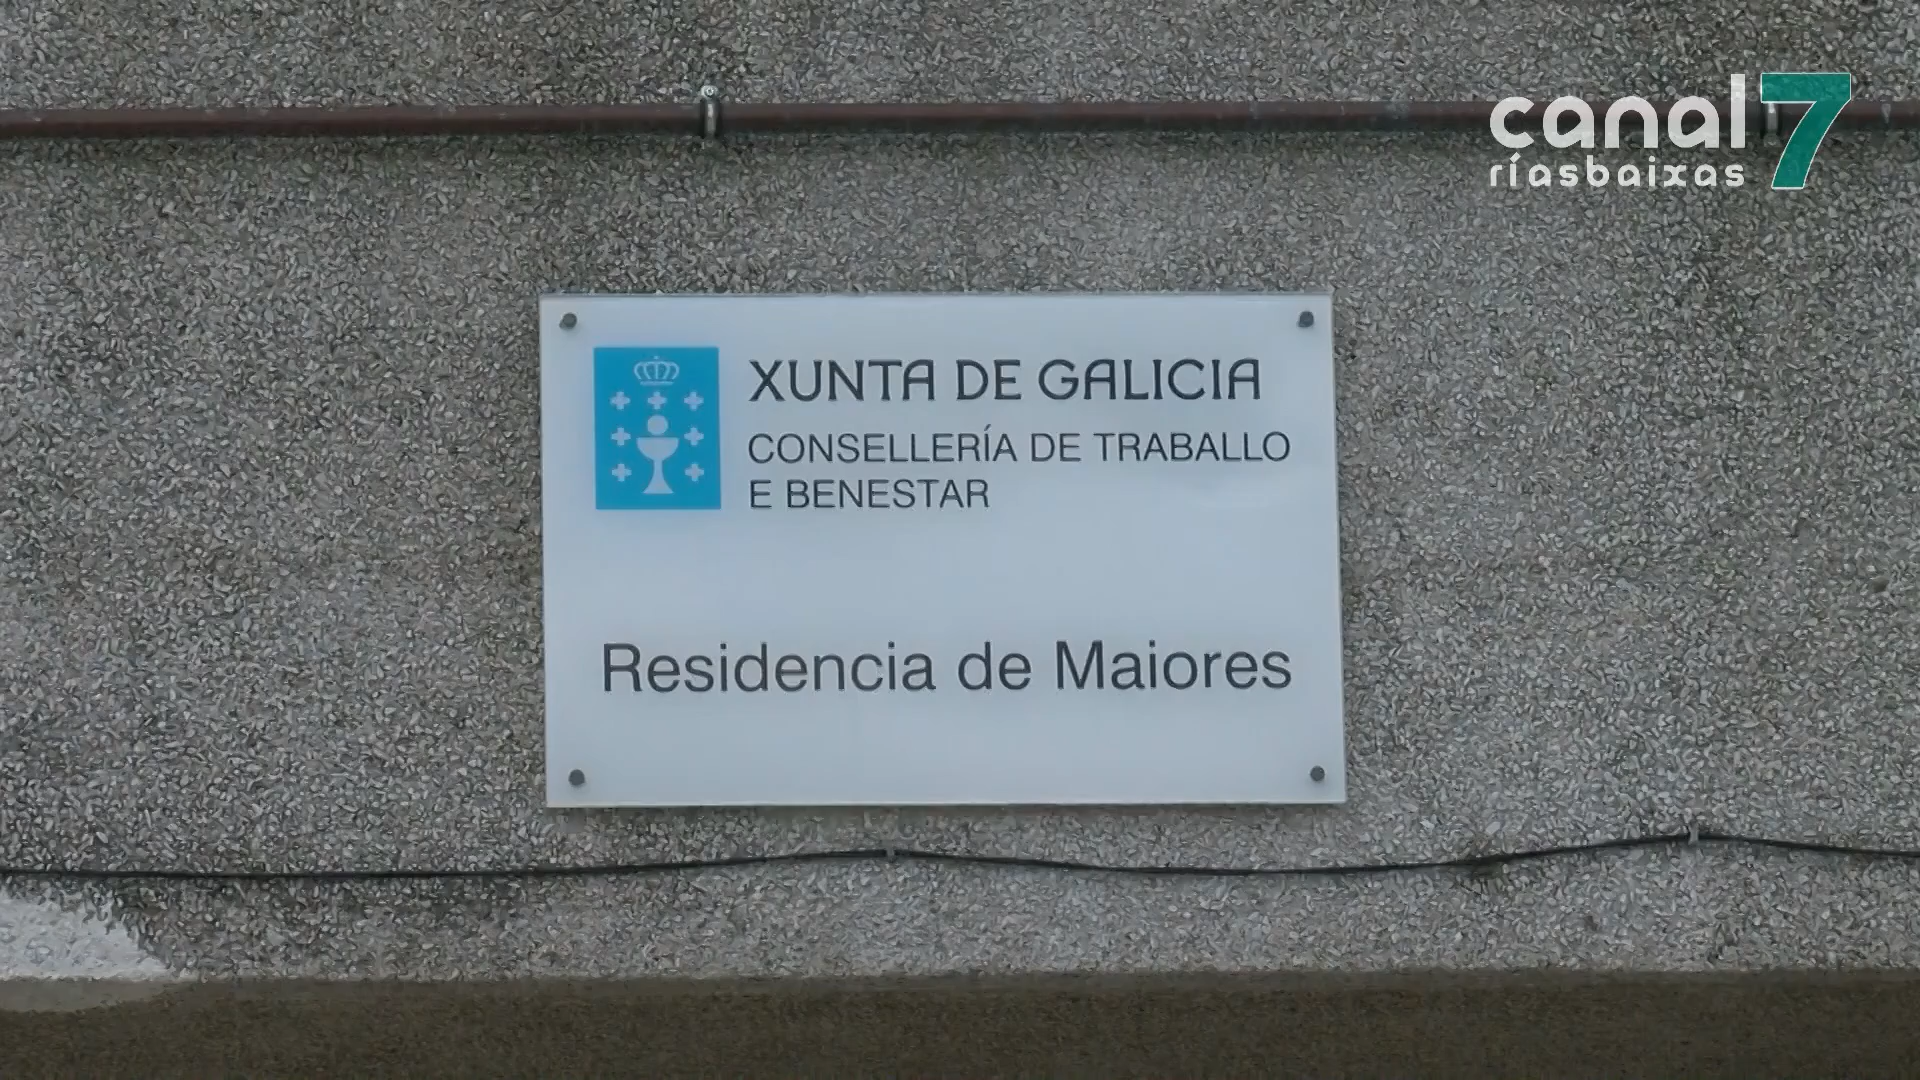 canal 7
ríasbaixas
XUNTA DE GALICIA
CONSELLERÍA DE TRABALLO
E BENESTAR
Residencia de Maiores